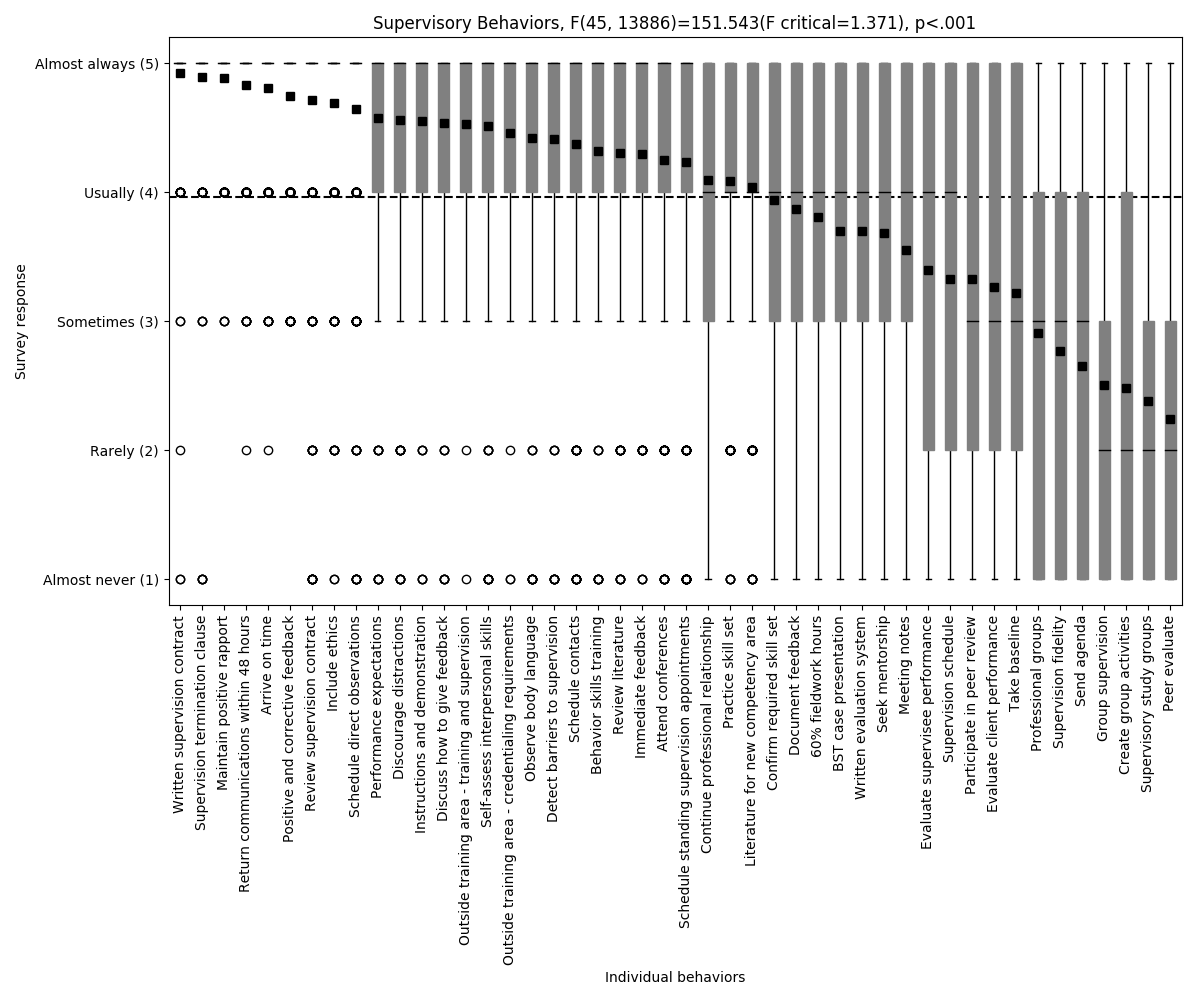 Supervisory Behaviors, F(45, 13886)=151.543(F critical=1.371), p<.001
Almost always (5)
Usually (4)
Sometimes (3)
Rarely (2)
Almost never (1)
Survey response
Written supervision contract
Supervision termination clause
Maintain positive rapport
Return communications within 48 hours
Arrive on time
Positive and corrective feedback
Review supervision contract
Include ethics
Schedule direct observations
Performance expectations
Discourage distractions
Instructions and demonstration
Discuss how to give feedback
Outside training area - training and supervision
Self-assess interpersonal skills
Outside training area - credentialing requirements
Observe body language
Detect barriers to supervision
Schedule contacts
Behavior skills training
Review literature
Immediate feedback
Attend conferences
Schedule standing supervision appointments
Continue professional relationship
Practice skill set
Literature for new competency area
Confirm required skill set
Document feedback
60% fieldwork hours
BST case presentation
Written evaluation system
Seek mentorship
Meeting notes
Evaluate supervisee performance
Supervision schedule
Participate in peer review
Evaluate client performance
Take baseline
Professional groups
Supervision fidelity
Send agenda
Group supervision
Create group activities
Supervisory study groups
Peer evaluate
Individual behaviors